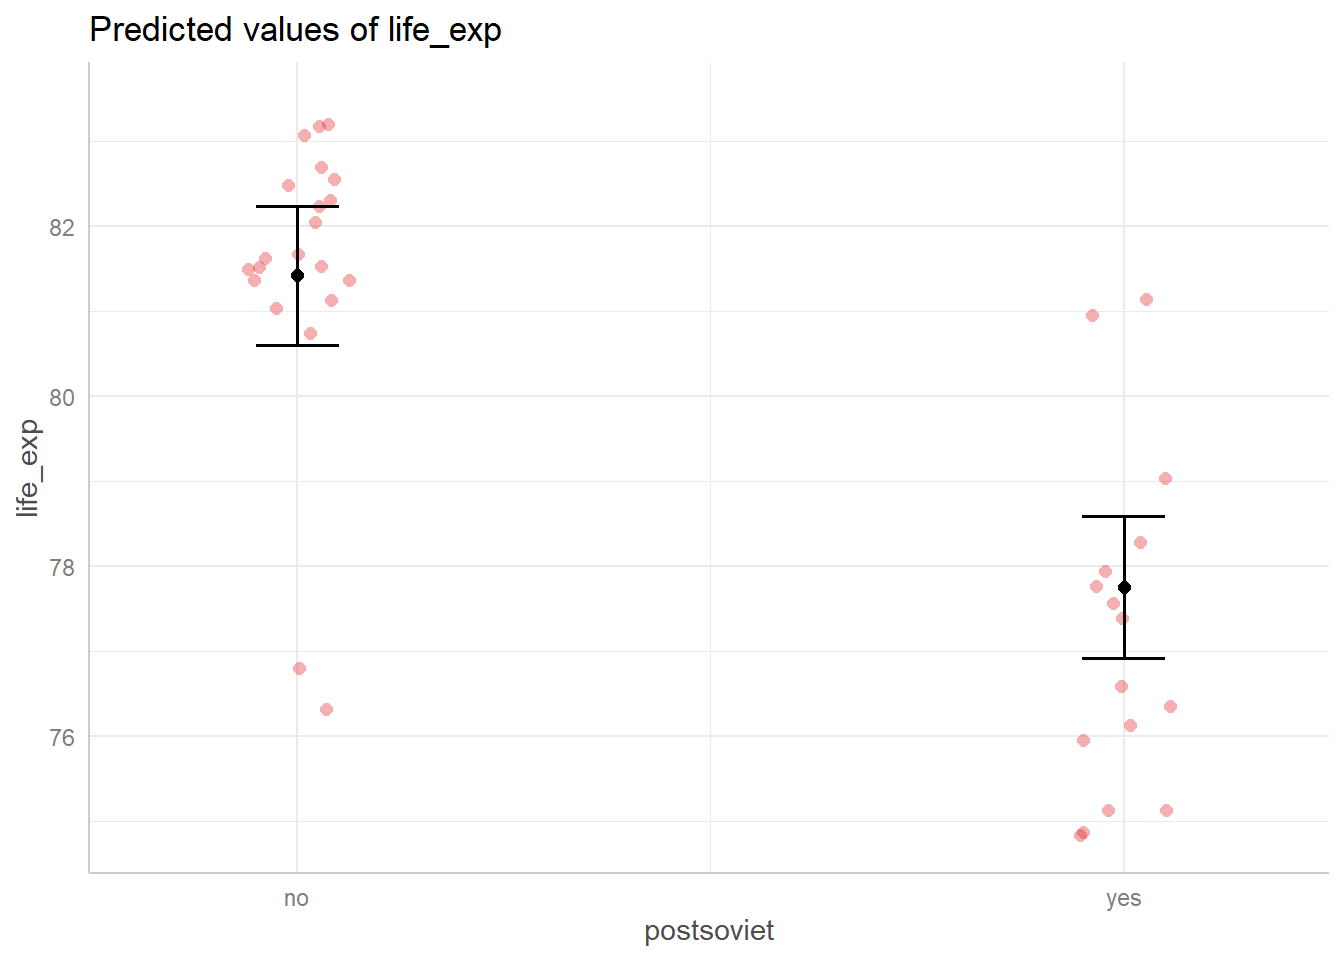 Predicted values of life_exp
82
80
78
76
life_exp
no
yes
postsoviet